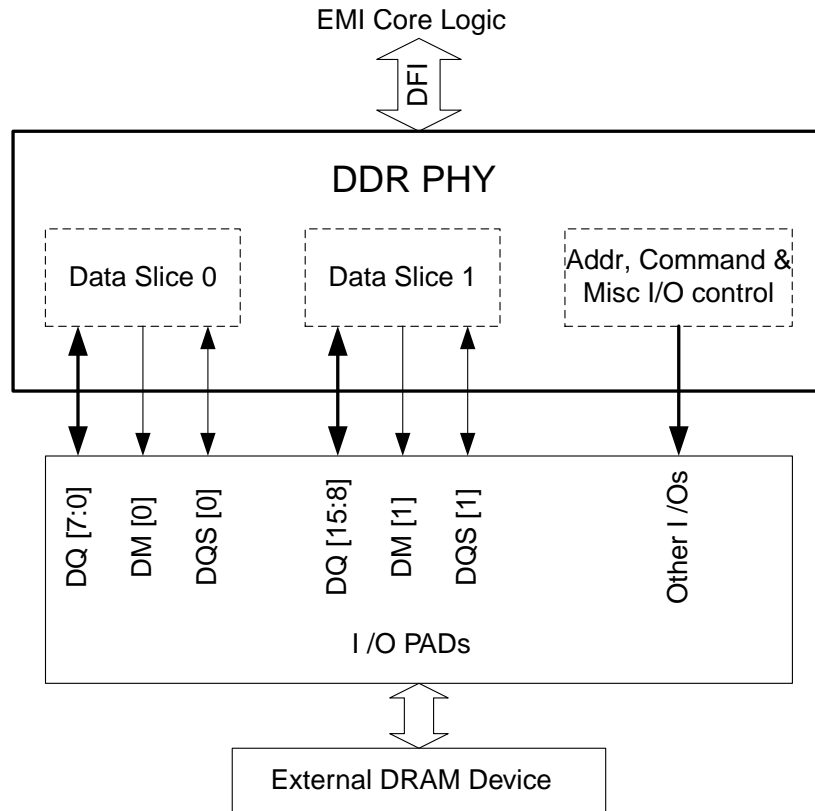 EMI Core Logic
DFI
DDR PHY
Data Slice 0
Data Slice 1
Addr, Command &
Misc I/O control
DQ [7:0]
DM [0]
DQS [0]
DQ [15:8]
DM [1]
DQS [1]
Other I /Os
I /O PADs
External DRAM Device